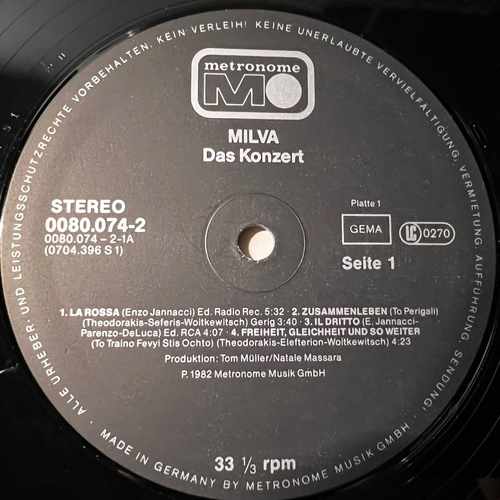 ALLE URHEBER- UND LEISTUNGSSCHUTZRECHTE VORBEHALTEN. KEIN VERLEIH! KEINE UNERLAUBTE VERVIELFÄLTIGUNG, VERMIETUNG, AUFFÜHRUNG, SENDUNG!
metronome
MILVA
Das Konzert
STEREO
0080.074-2
0080.074 - 2-1A
(0704.396 S 1)
Platte 1
GEMA
LC 0270
Seite 1
1. LA ROSSA (Enzo Jannacci) Ed. Radio Rec. 5:32 · 2. ZUSAMMENLEBEN (To Perigali)
(Theodorakis-Seferis-Woltkewitsch) Gerig 3:40 · 3. IL DRITTO (E. Jannacci-
Parenzo-DeLuca) Ed. RCA 4:07 · 4. FREIHEIT, GLEICHHEIT UND SO WEITER
(To Traino Fevyi Stis Ochto) (Theodorakis-Elefterion-Woltkewitsch) 4:23
Produktion: Tom Müller/Natale Massara
P. 1982 Metronome Musik GmbH
33 ⅓ rpm
MADE IN GERMANY BY METRONOME MUSIK GMBH